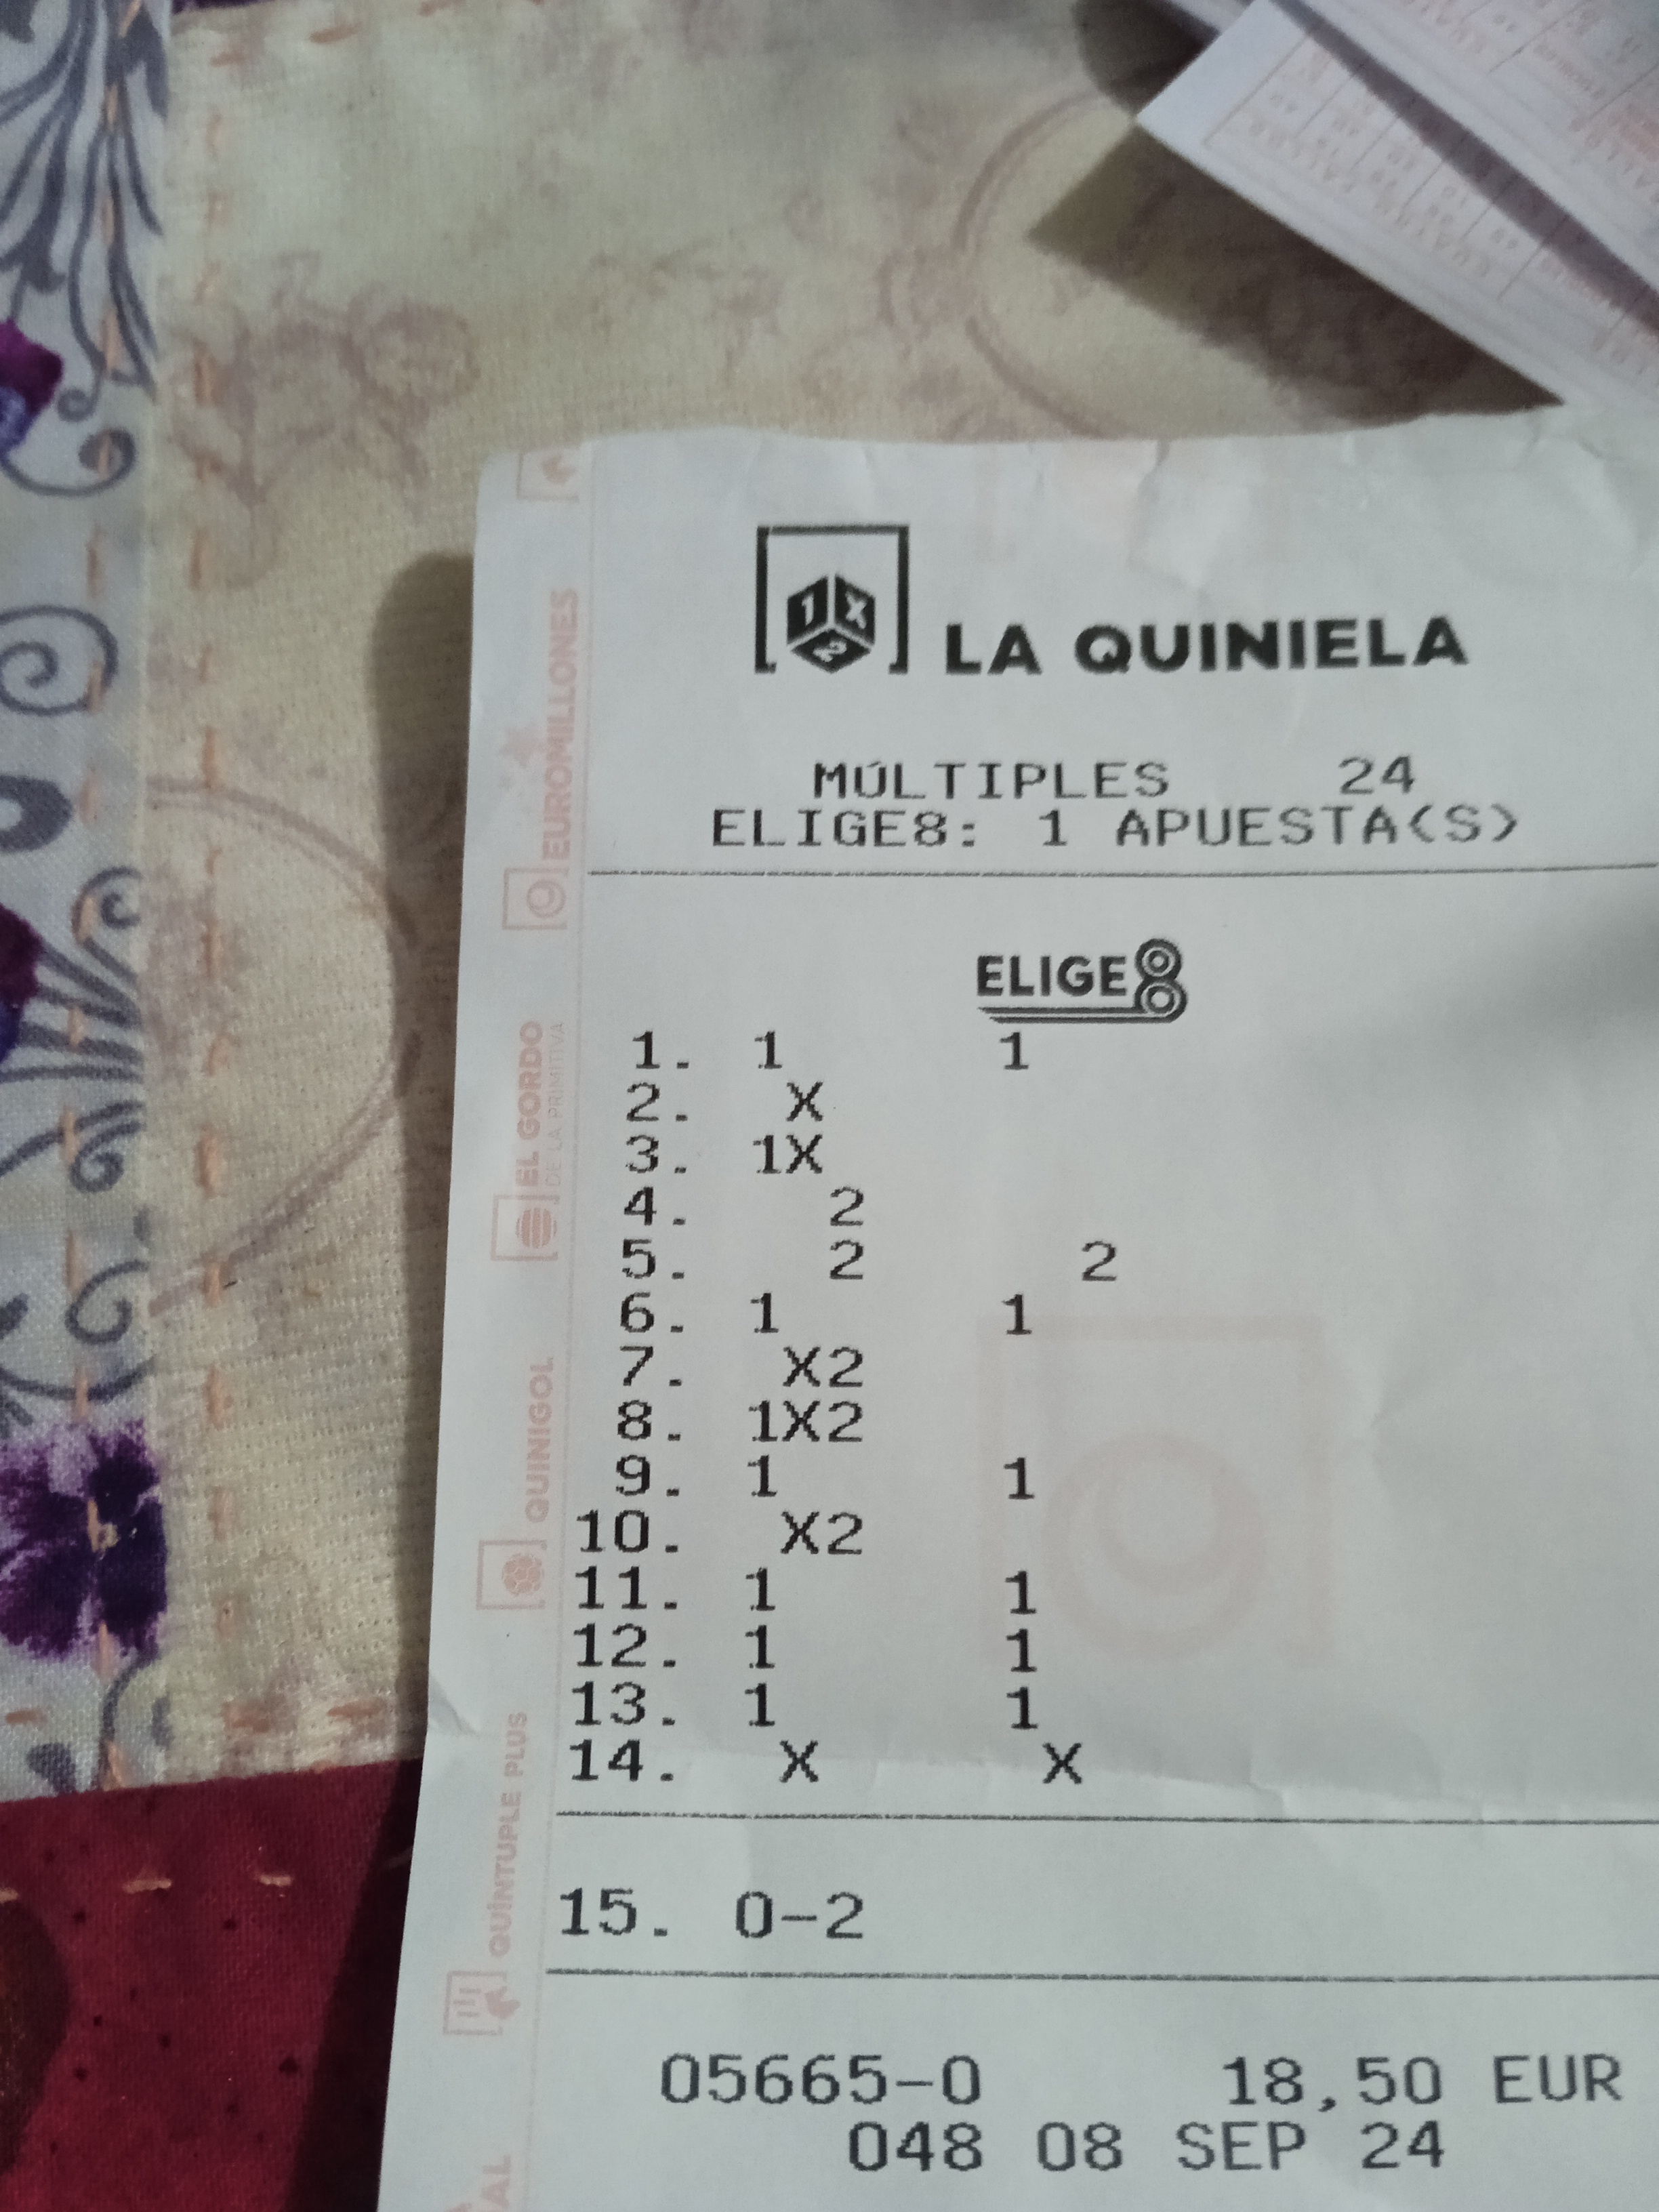 LA QUINIELA
MÚLTIPLES 24
ELIGE8: 1 APUESTA(S)
ELIGE8
1. 1 1
2. X
3. 1X
4. 2
5. 2 2
6. 1 1
7. X2
8. 1X2
9. 1 1
10. X2
11. 1 1
12. 1 1
13. 1 1
14. X X
15. 0-2
05665-0 18,50 EUR
048 08 SEP 24
EUROMILLONES
EL GORDO
DE LA PRIMITIVA
QUINIGOL
QUÍNTUPLE PLUS
1X2